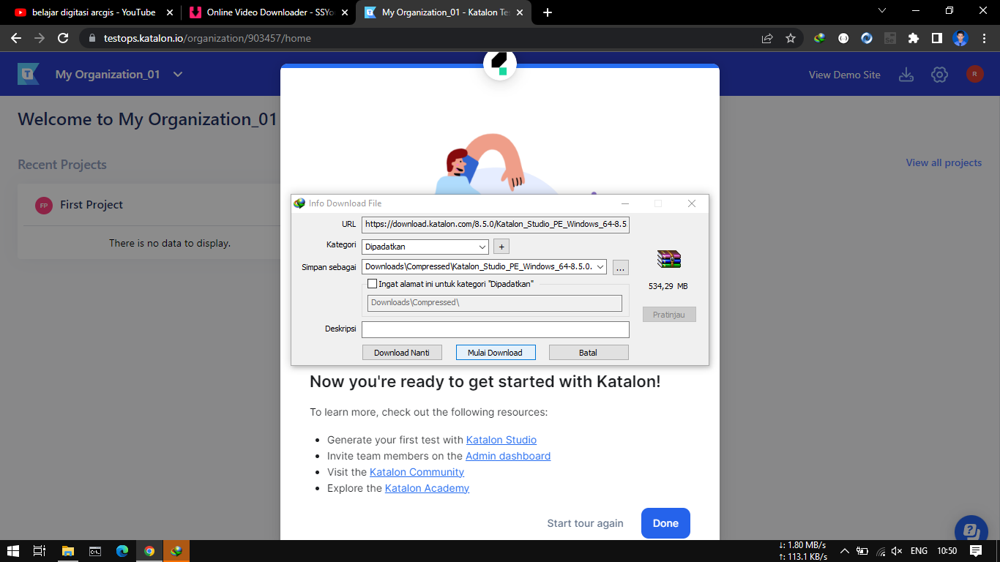 belajar digitasi arcgis - YouTube
Online Video Downloader - SSYo
My Organization_01 - Katalon Te
testops.katalon.io/organization/903457/home
My Organization_01
View Demo Site
R
Welcome to My Organization_01
Recent Projects
View all projects
FP
First Project
There is no data to display.
Info Download File
URL
https://download.katalon.com/8.5.0/Katalon_Studio_PE_Windows_64-8.5
Kategori
Dipadatkan
+
Simpan sebagai
Downloads\Compressed\Katalon_Studio_PE_Windows_64-8.5.0.
...
Ingat alamat ini untuk kategori "Dipadatkan"
Downloads\Compressed\
534,29 MB
Pratinjau
Deskripsi
Download Nanti
Mulai Download
Batal
Now you're ready to get started with Katalon!
To learn more, check out the following resources:
• Generate your first test with Katalon Studio
• Invite team members on the Admin dashboard
• Visit the Katalon Community
• Explore the Katalon Academy
Start tour again
Done
↓: 1.80 MB/s
↑: 113.1 KB/s
ENG
10:50